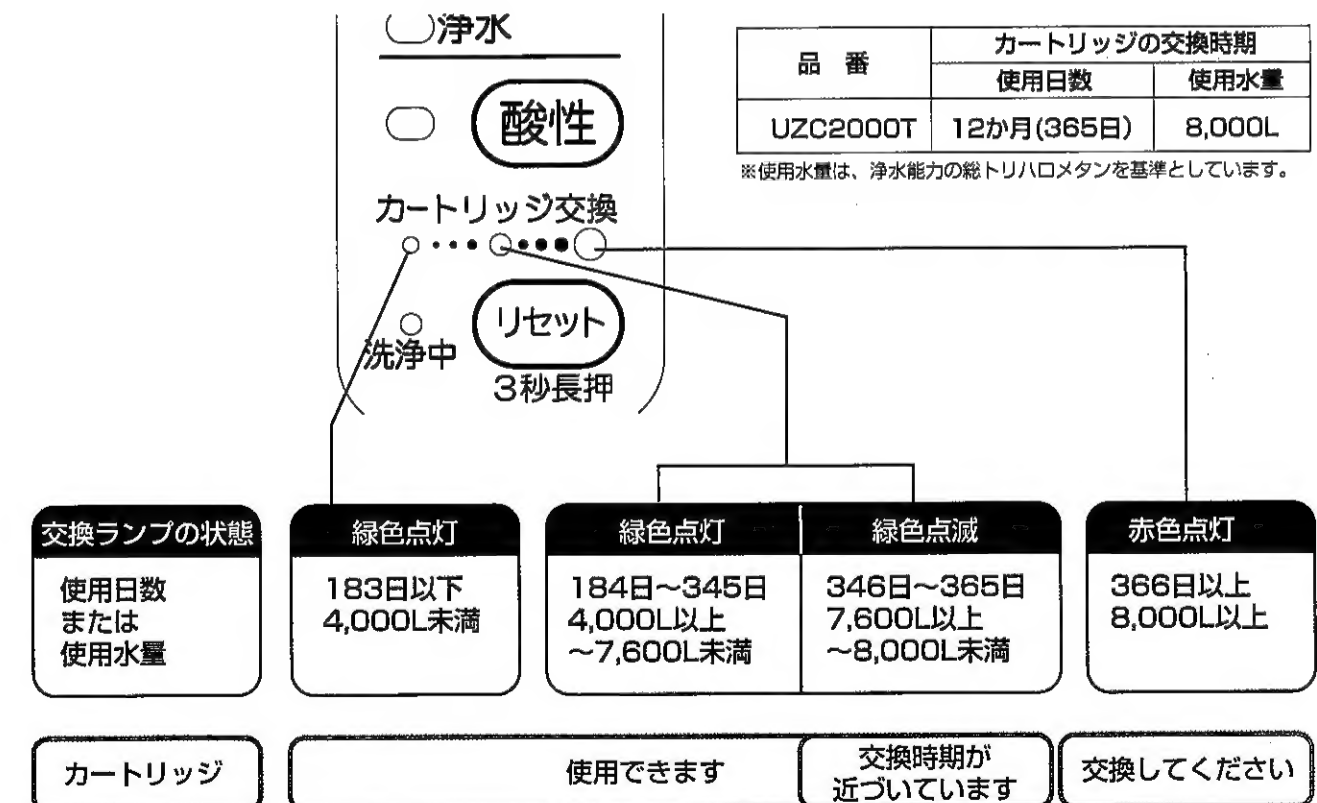 浄水
酸性
カートリッジ交換
リセット
洗浄中
3秒長押
品 番
カートリッジの交換時期
使用日数
使用水量
UZC2000T
12か月(365日)
8,000L
※使用水量は、浄水能力の総トリハロメタンを基準としています。
交換ランプの状態
緑色点灯
緑色点灯
緑色点滅
赤色点灯
使用日数
または
使用水量
183日以下
4,000L未満
184日〜345日
4,000L以上
〜7,600L未満
346日〜365日
7,600L以上
〜8,000L未満
366日以上
8,000L以上
カートリッジ
使用できます
交換時期が
近づいています
交換してください